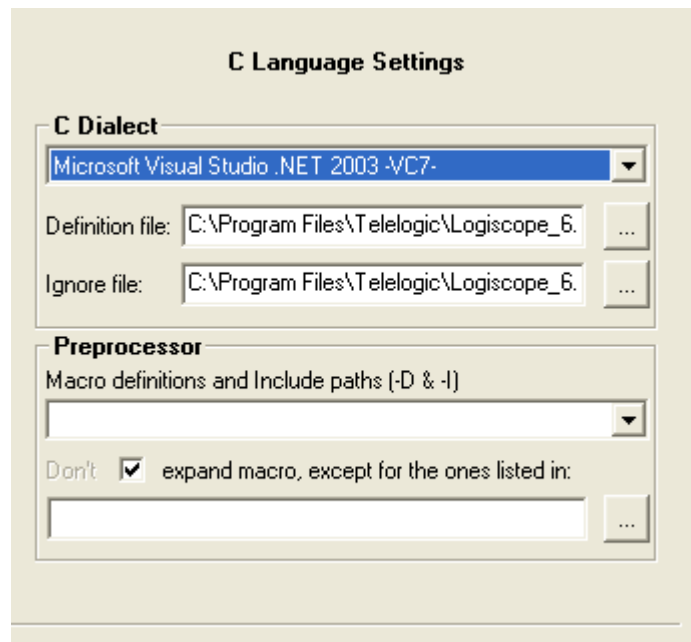 C Language Settings
C Dialect
Microsoft Visual Studio .NET 2003 -VC7-
Definition file: C:\Program Files\Telelogic\Logiscope_6. ...
Ignore file: C:\Program Files\Telelogic\Logiscope_6. ...
Preprocessor
Macro definitions and Include paths (-D & -I)
Don't expand macro, except for the ones listed in:
...